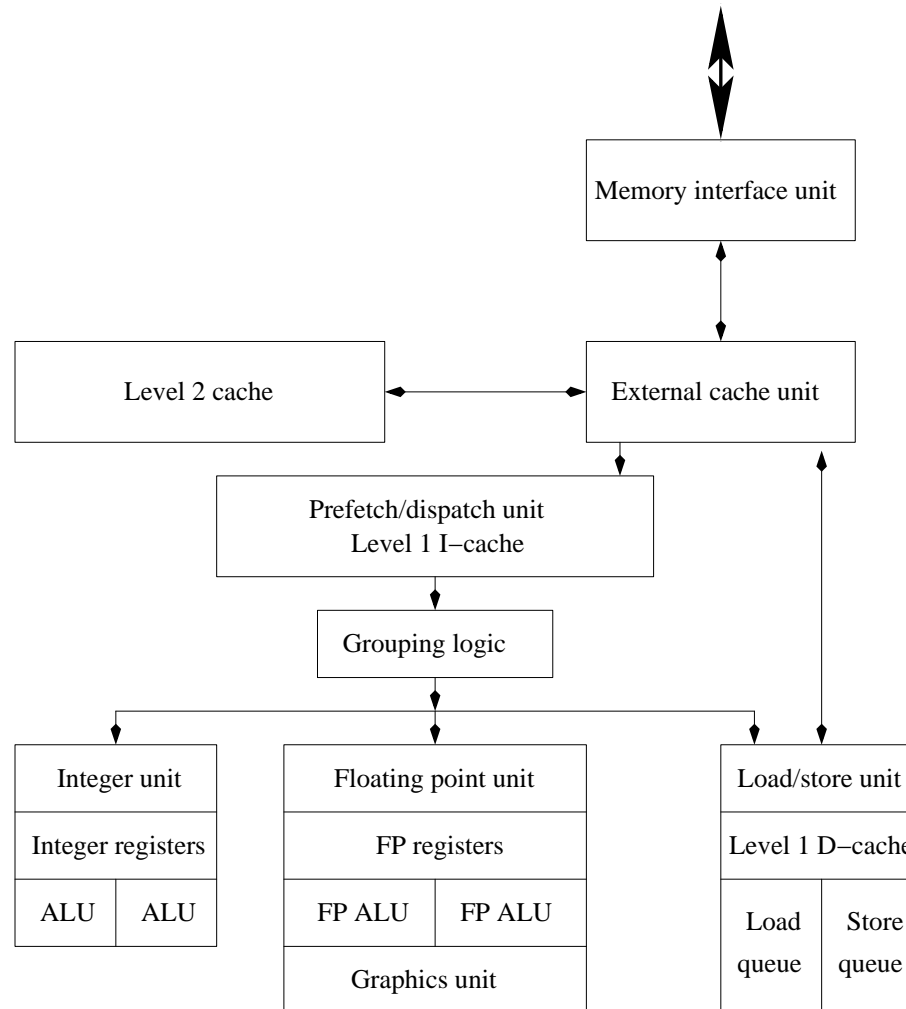 Memory interface unit
Level 2 cache
External cache unit
Prefetch/dispatch unit
Level 1 I−cache
Grouping logic
Integer unit
Floating point unit
Load/store unit
Integer registers
FP registers
Level 1 D−cache
ALU
ALU
FP ALU
FP ALU
Load
queue
Store
queue
Graphics unit